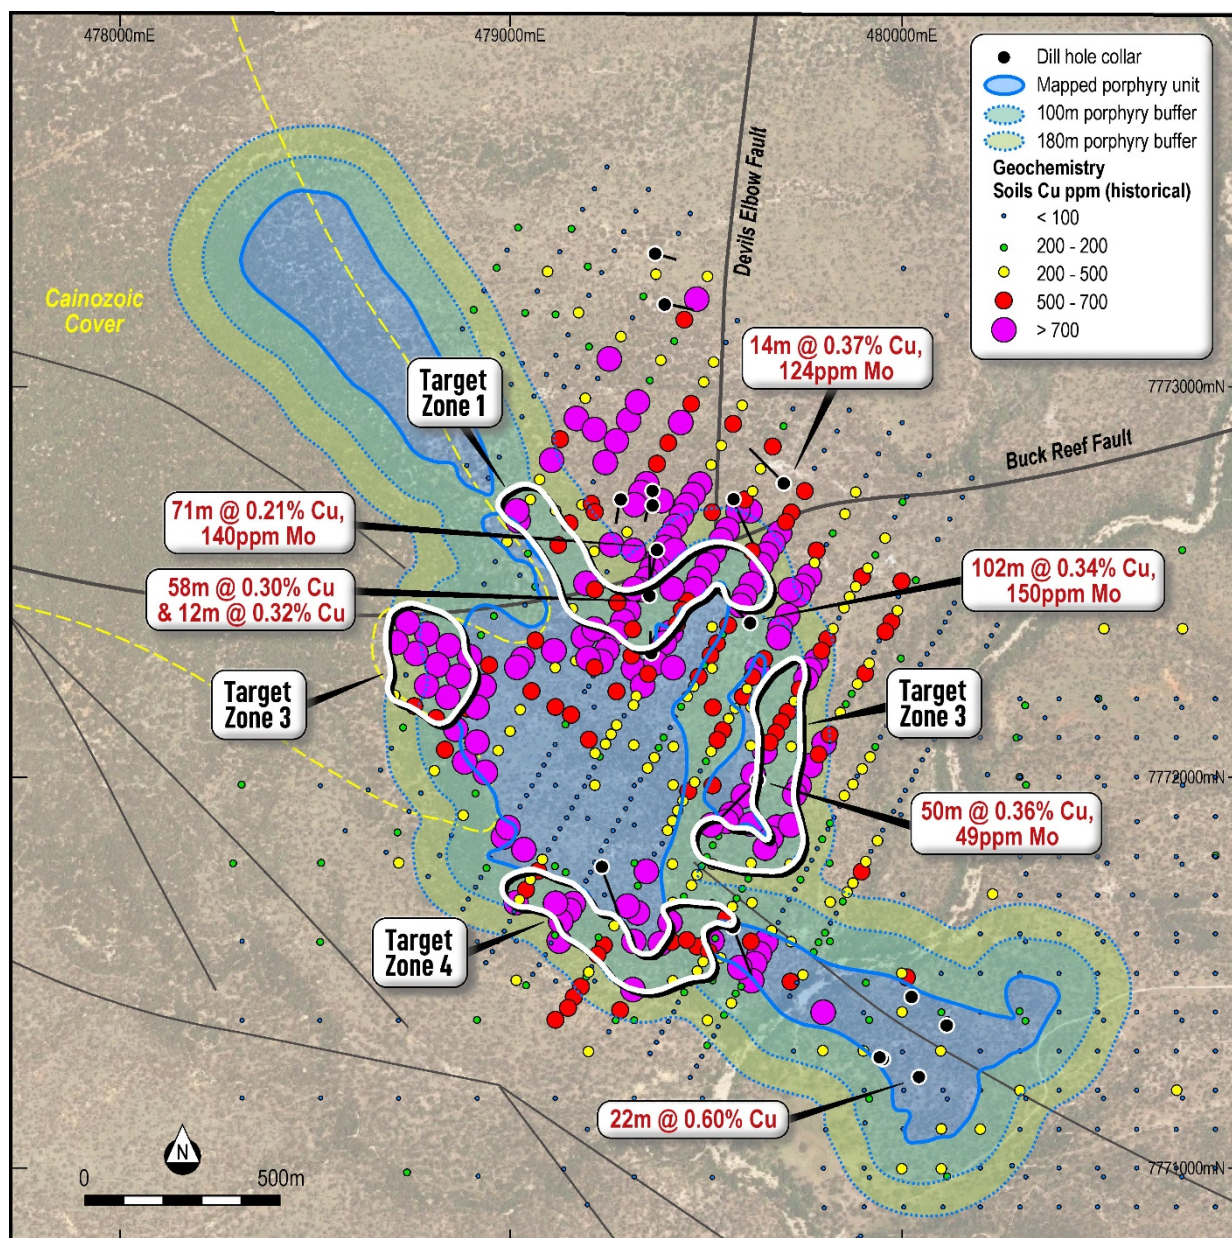 478000mE
479000mE
480000mE
Dill hole collar
Mapped porphyry unit
100m porphyry buffer
180m porphyry buffer
Geochemistry
Soils Cu ppm (historical)
< 100
200 - 200
200 - 500
500 - 700
> 700
Devils Elbow Fault
Cainozoic
Cover
14m @ 0.37% Cu,
124ppm Mo
Target
Zone 1
7773000mN
Buck Reef Fault
71m @ 0.21% Cu,
140ppm Mo
58m @ 0.30% Cu
& 12m @ 0.32% Cu
102m @ 0.34% Cu,
150ppm Mo
Target
Zone 3
Target
Zone 3
7772000mN
50m @ 0.36% Cu,
49ppm Mo
Target
Zone 4
22m @ 0.60% Cu
N
0
500m
7771000mN